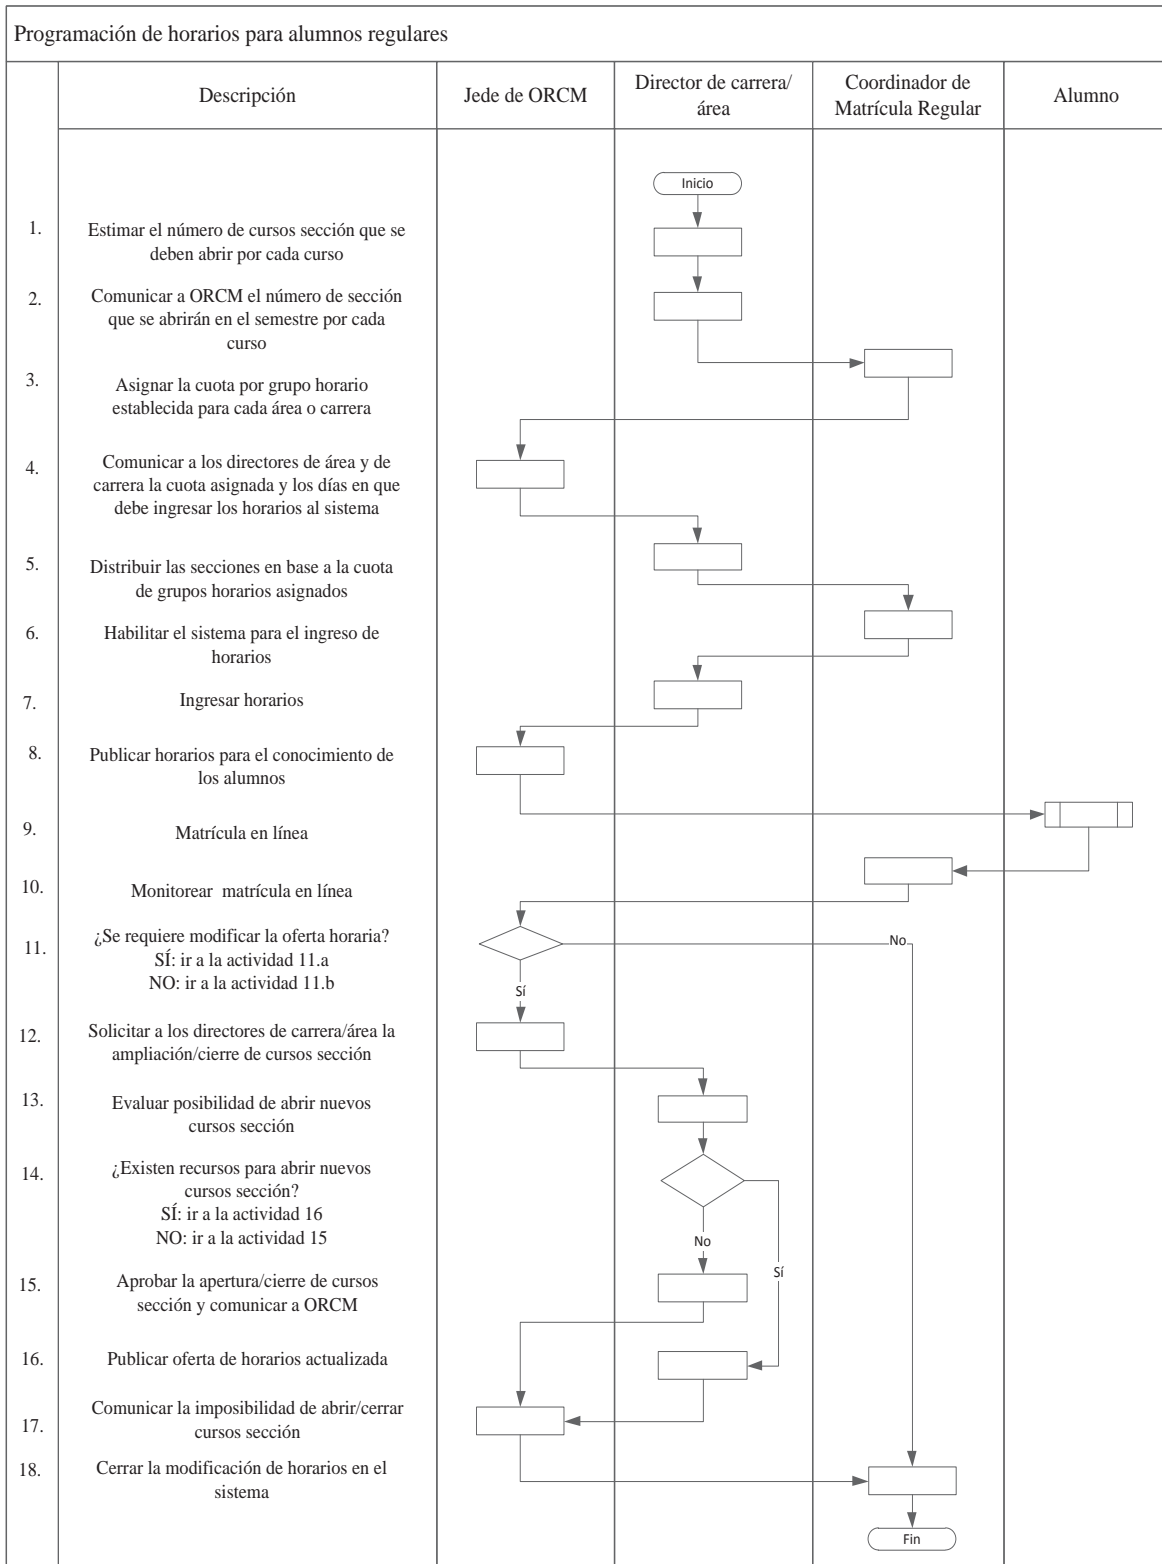 Programación de horarios para alumnos regulares
Descripción
Jede de ORCM
Director de carrera/
área
Coordinador de
Matrícula Regular
Alumno
Inicio
1.
Estimar el número de cursos sección que se
deben abrir por cada curso
2.
Comunicar a ORCM el número de sección
que se abrirán en el semestre por cada
curso
3.
Asignar la cuota por grupo horario
establecida para cada área o carrera
4.
Comunicar a los directores de área y de
carrera la cuota asignada y los días en que
debe ingresar los horarios al sistema
5.
Distribuir las secciones en base a la cuota
de grupos horarios asignados
6.
Habilitar el sistema para el ingreso de
horarios
7.
Ingresar horarios
8.
Publicar horarios para el conocimiento de
los alumnos
9.
Matrícula en línea
10.
Monitorear matrícula en línea
11.
¿Se requiere modificar la oferta horaria?
SÍ: ir a la actividad 11.a
NO: ir a la actividad 11.b
No
Sí
12.
Solicitar a los directores de carrera/área la
ampliación/cierre de cursos sección
13.
Evaluar posibilidad de abrir nuevos
cursos sección
14.
¿Existen recursos para abrir nuevos
cursos sección?
SÍ: ir a la actividad 16
NO: ir a la actividad 15
No
Sí
15.
Aprobar la apertura/cierre de cursos
sección y comunicar a ORCM
16.
Publicar oferta de horarios actualizada
17.
Comunicar la imposibilidad de abrir/cerrar
cursos sección
18.
Cerrar la modificación de horarios en el
sistema
Fin